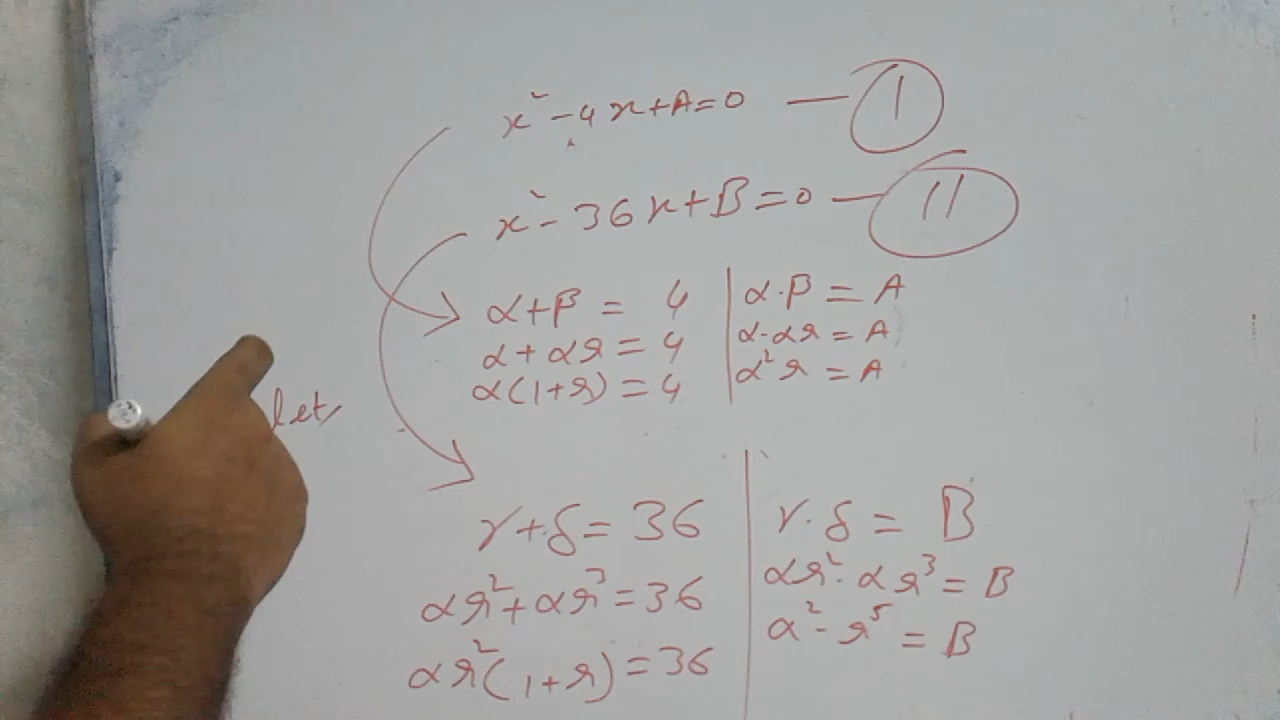 x² - 4x + A = 0 — I
x² - 36x + B = 0 — II
α + β = 4 | α · β = A
α + αr = 4 | α · αr = A
α(1 + r) = 4 | α²r = A
let,
γ + δ = 36 | γ · δ = B
αr² + αr³ = 36 | αr² · αr³ = B
αr²(1 + r) = 36 | α² - r⁵ = B